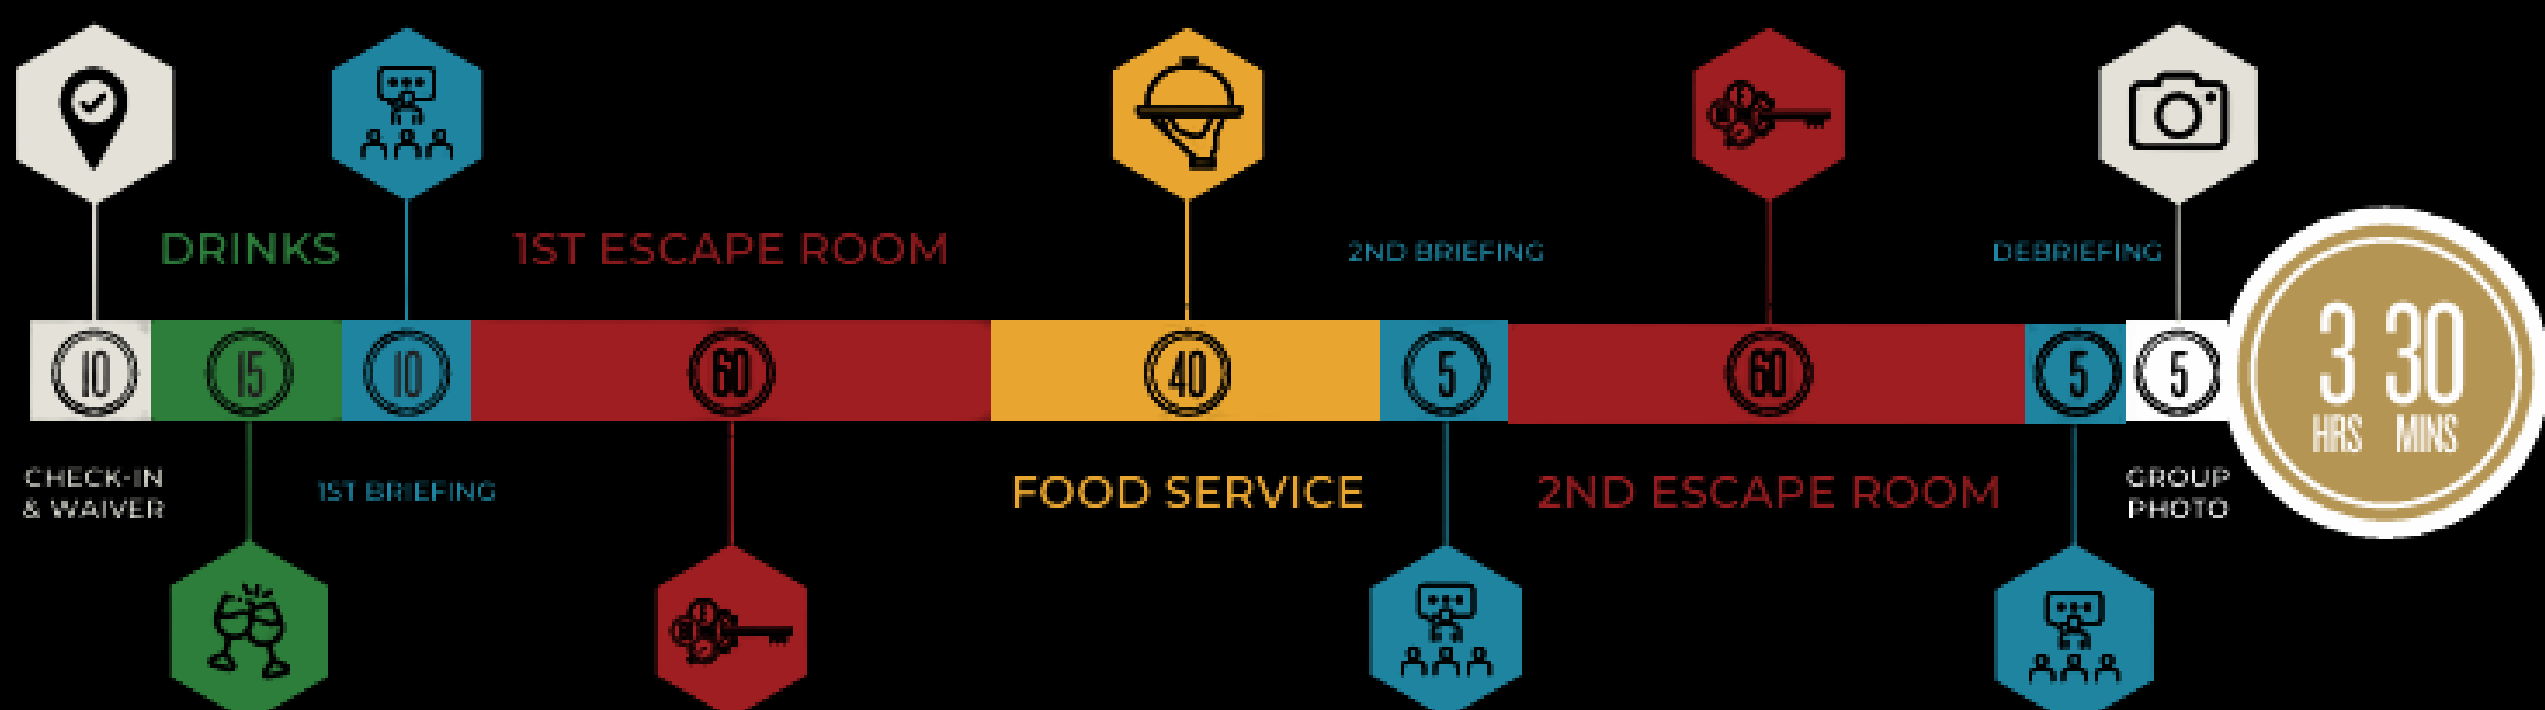 DRINKS
1ST ESCAPE ROOM
2ND BRIEFING
DEBRIEFING
10
15
10
60
40
5
60
5
5
3 30
HRS MINS
CHECK-IN
& WAIVER
1ST BRIEFING
FOOD SERVICE
2ND ESCAPE ROOM
GROUP
PHOTO